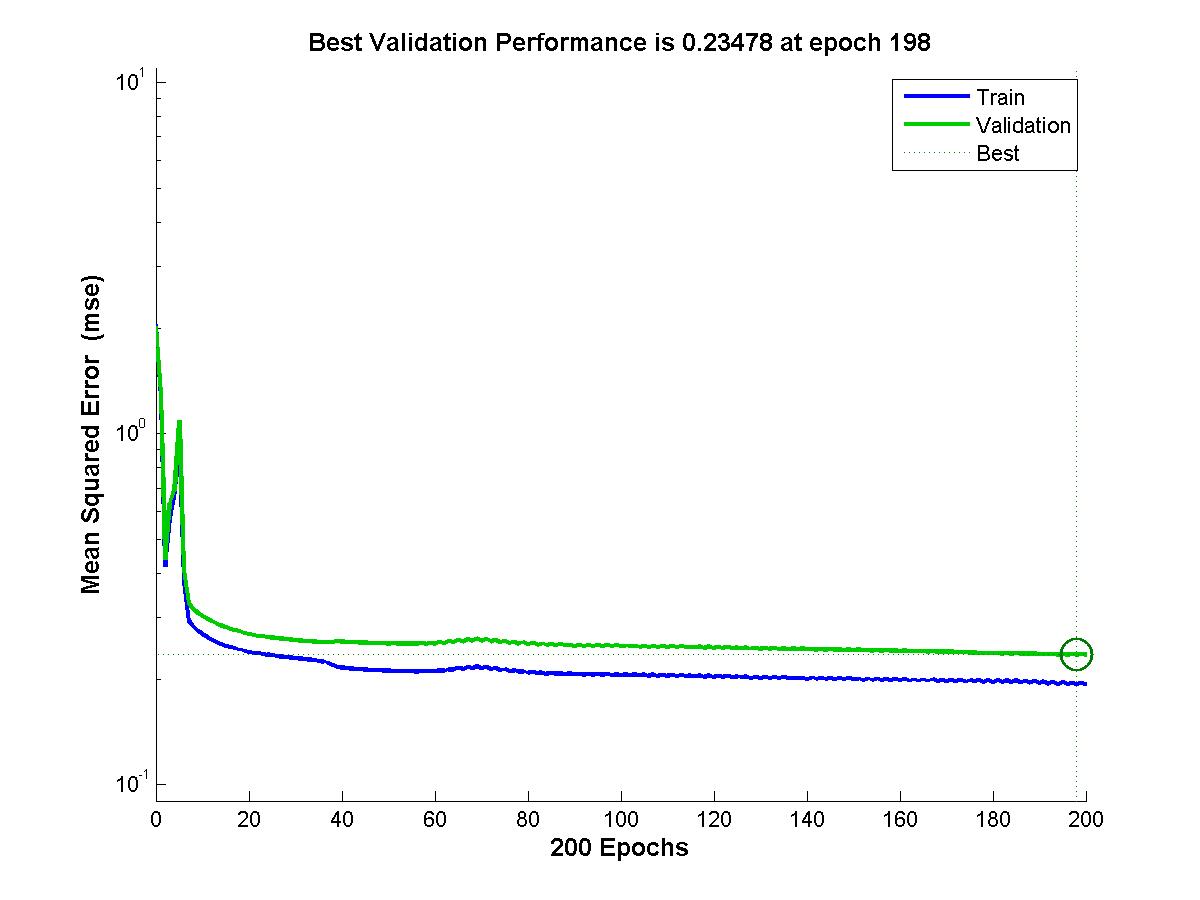 Best Validation Performance is 0.23478 at epoch 198
Train
Validation
Best
Mean Squared Error (mse)
10^1
10^0
10^-1
0 20 40 60 80 100 120 140 160 180 200
200 Epochs